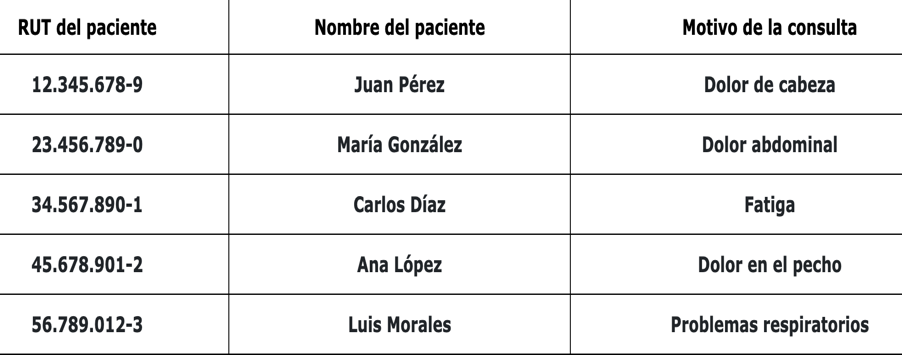 RUT del paciente Nombre del paciente Motivo de la consulta
12.345.678-9 Juan Pérez Dolor de cabeza
23.456.789-0 María González Dolor abdominal
34.567.890-1 Carlos Díaz Fatiga
45.678.901-2 Ana López Dolor en el pecho
56.789.012-3 Luis Morales Problemas respiratorios